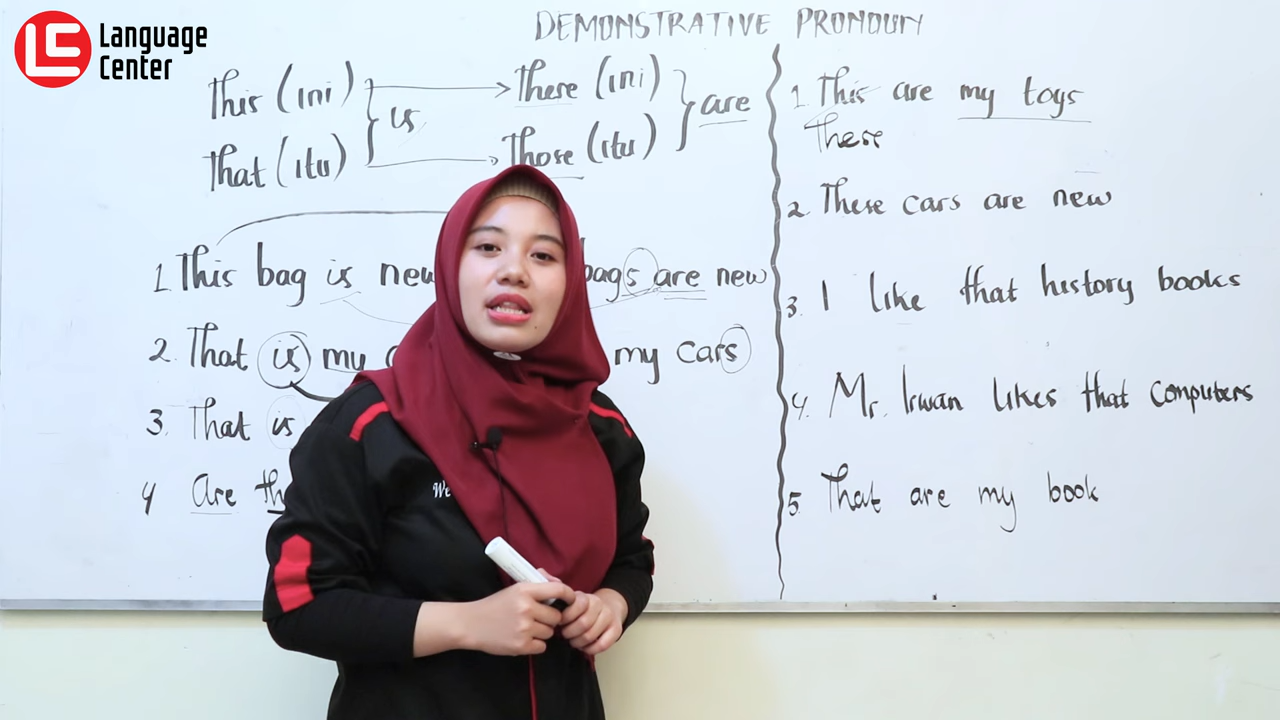 Language
Center
DEMONSTRATIVE PRONOUN
This (ini)
is
There (ini)
are
That (itu)
Those (itu)
1. This bag is new
bags are new
2. That is my
my cars
3. That is
4 Are
We
1. This are my toys
These
2. These cars are new
3. I like that history books
4. Mr. Irwan likes that computers
5. That are my book